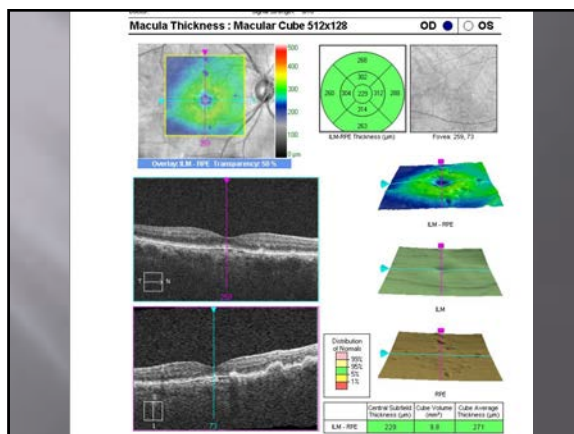 Macula Thickness : Macular Cube 512x128 OD OS
500
400
300
200
100
0 µm
Overlay: ILM - RPE Transparency: 50 %
268
302
260 304 229 312 288
314
263
ILM-RPE Thickness (µm)
Fovea: 259, 73
ILM - RPE
T N
ILM
Distribution
of Normals
99%
95%
5%
1%
RPE
73
Central Subfield Thickness (µm) Cube Volume (mm³) Cube Average Thickness (µm)
ILM - RPE 229 9.8 271